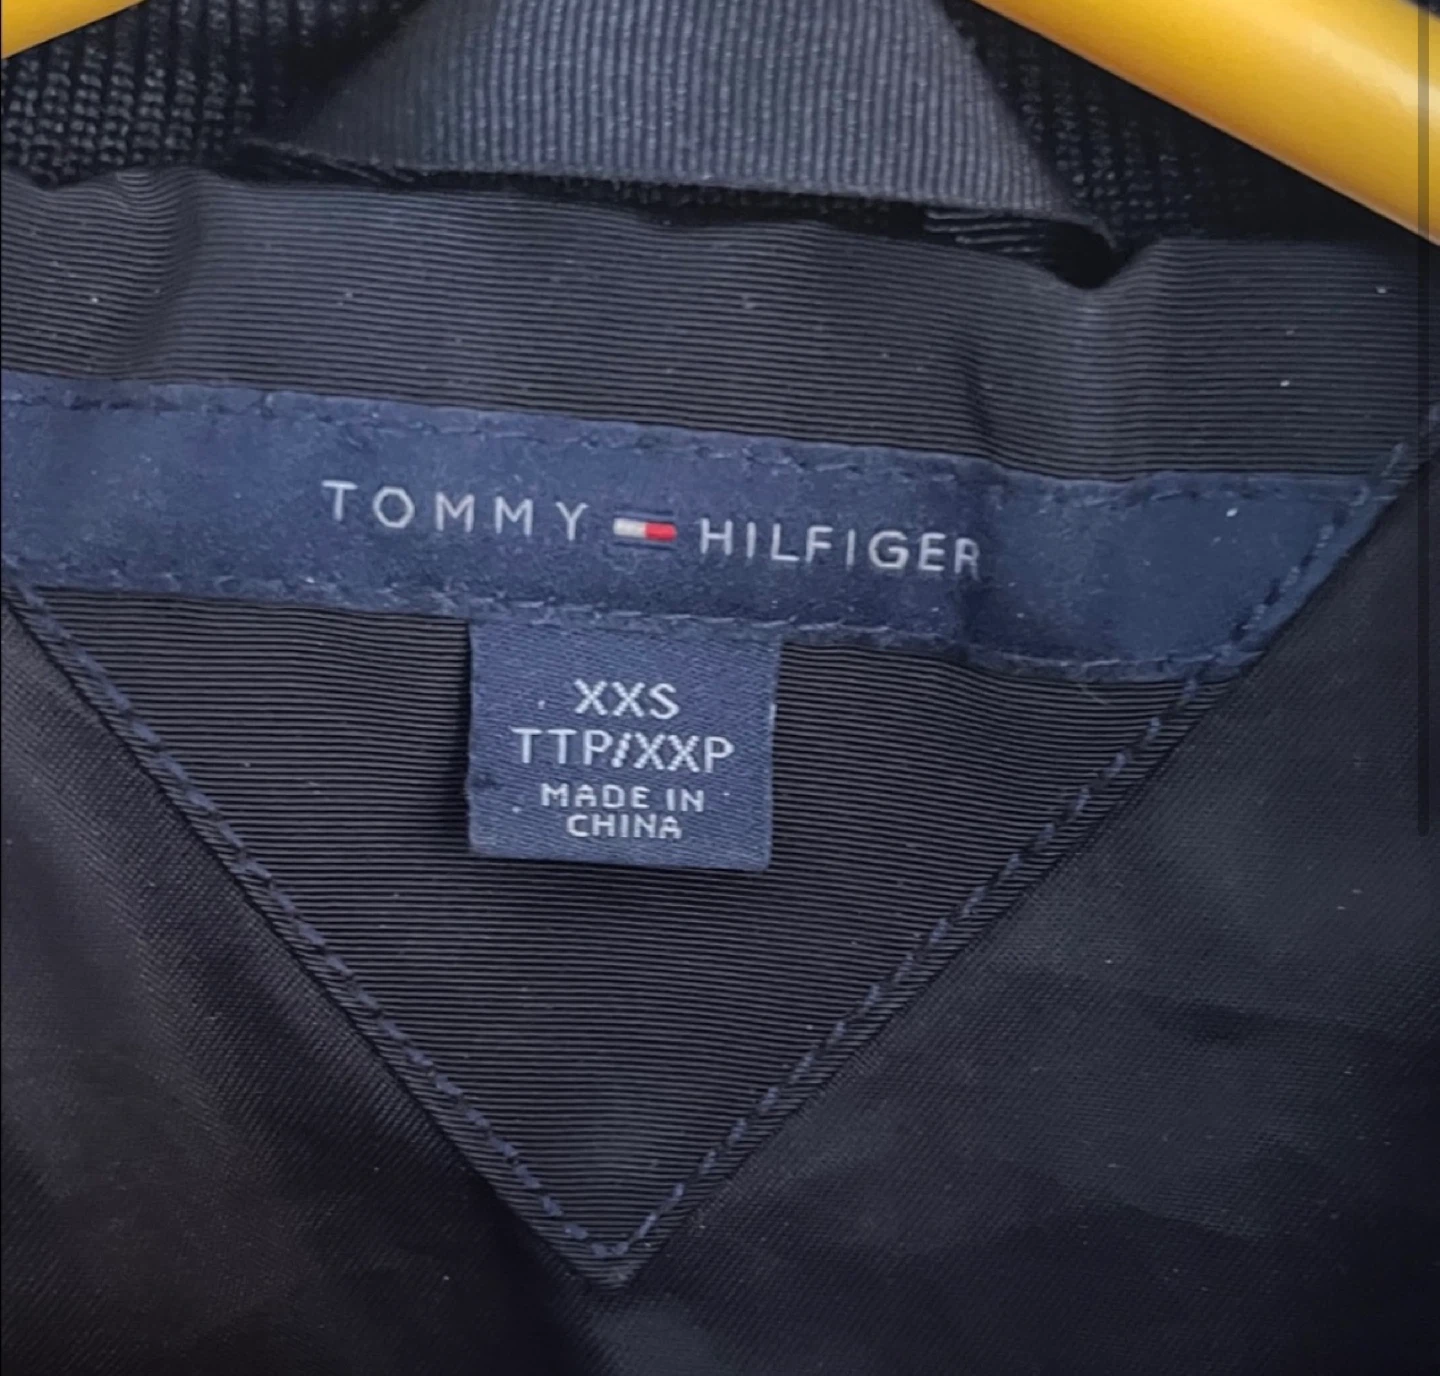 TOMMY HILFIGER
XXS
TTP/XXP
MADE IN
CHINA